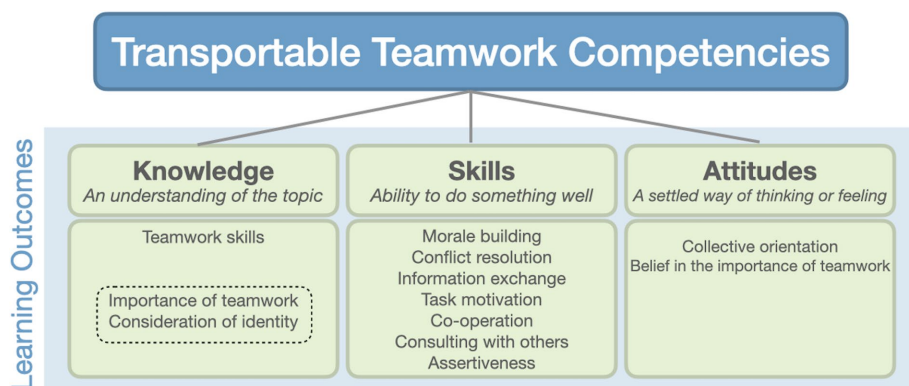 Transportable Teamwork Competencies
Learning Outcomes
Knowledge
An understanding of the topic
Teamwork skills
Importance of teamwork
Consideration of identity
Skills
Ability to do something well
Morale building
Conflict resolution
Information exchange
Task motivation
Co-operation
Consulting with others
Assertiveness
Attitudes
A settled way of thinking or feeling
Collective orientation
Belief in the importance of teamwork